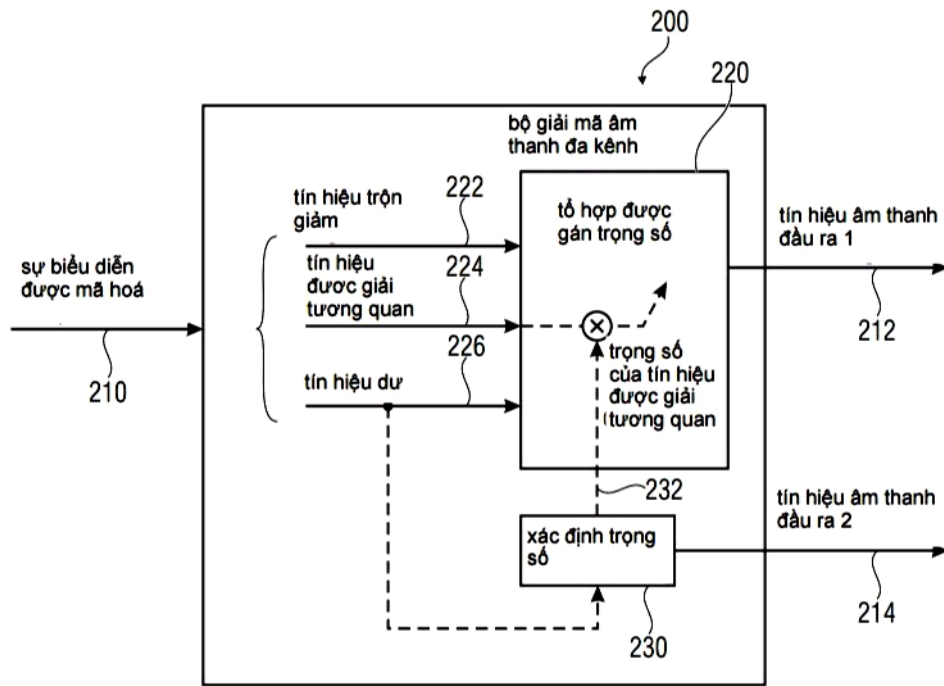 200
220
bộ giải mã âm
thanh đa kênh
tín hiệu trộn
giảm
222
tổ hợp được
gán trọng số
tín hiệu âm thanh
đầu ra 1
sự biểu diễn
được mã hoá
tín hiệu
đươc giải
tương quan
224
226
212
210
tín hiệu dư
trọng số
của tín hiệu
được giải
tương quan
232
tín hiệu âm thanh
đầu ra 2
xác định trọng
số
230
214